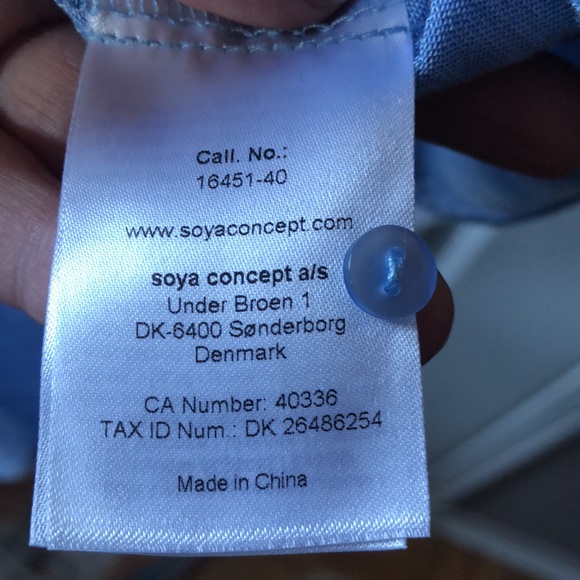 Call. No.:
16451-40
www.soyaconcept.com
soya concept a/s
Under Broen 1
DK-6400 Sønderborg
Denmark
CA Number: 40336
TAX ID Num.: DK 26486254
Made in China